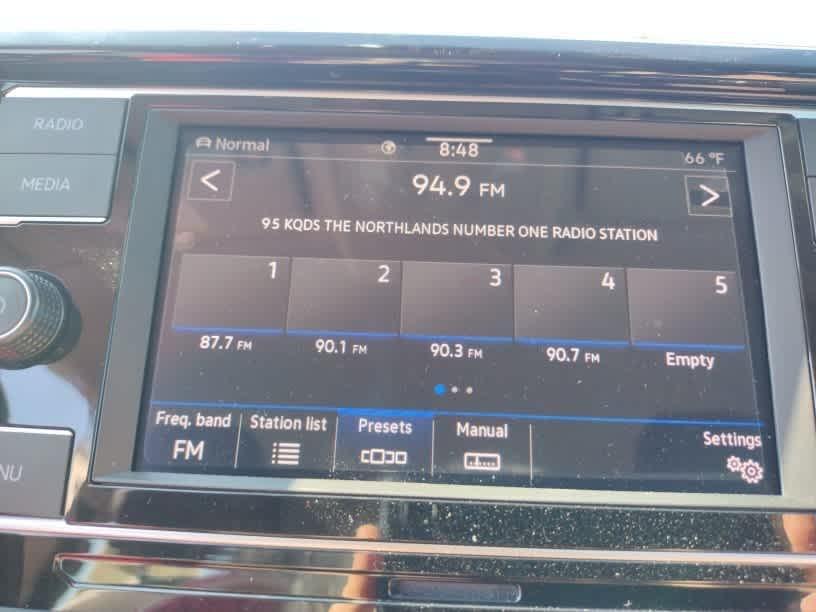 RADIO
MEDIA
Normal
8:48
66 °F
<
94.9 FM
>
95 KQDS THE NORTHLANDS NUMBER ONE RADIO STATION
1
2
3
4
5
87.7 FM
90.1 FM
90.3 FM
90.7 FM
Empty
Freq. band
FM
Station list
Presets
Manual
Settings
NU